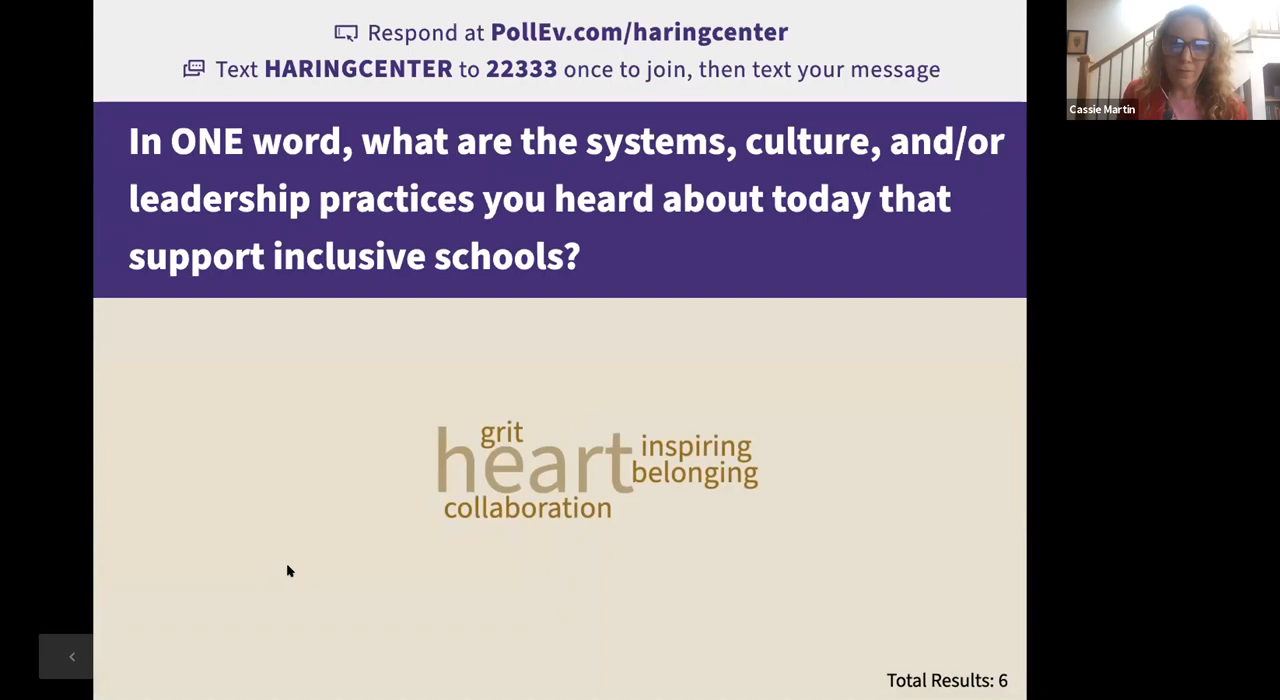 Respond at PollEv.com/haringcenter
Text HARINGCENTER to 22333 once to join, then text your message
Cassie Martin
In ONE word, what are the systems, culture, and/or
leadership practices you heard about today that
support inclusive schools?
grit
heart
inspiring
belonging
collaboration
Total Results: 6